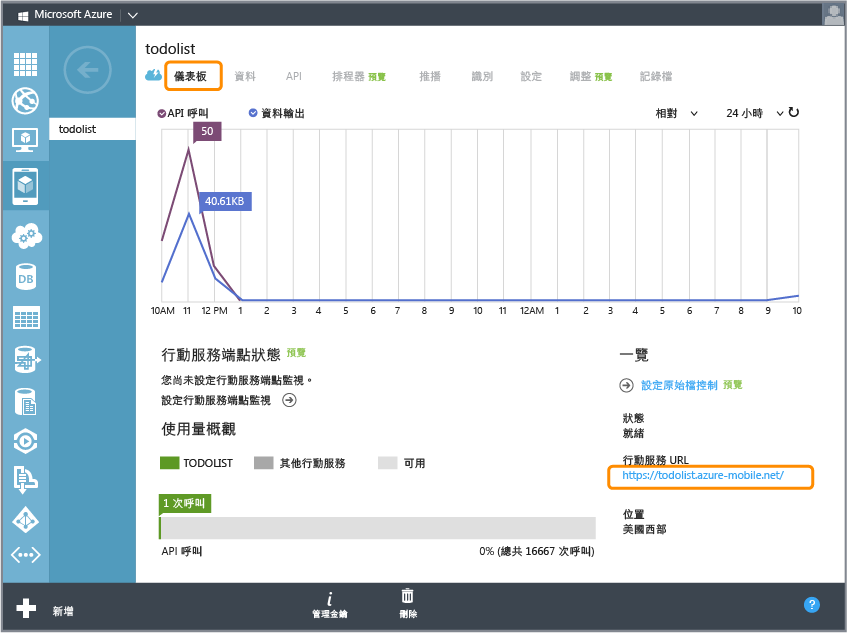 Microsoft Azure
todolist
儀表板 資料 API 排程器 預覽 推播 識別 設定 調整 預覽 記錄檔
todolist
API 呼叫 資料輸出 相對 24 小時
50
40.61KB
10AM 11 12 PM 1 2 3 4 5 6 7 8 9 10 11 12AM 1 2 3 4 5 6 7 8 9 10
行動服務端點狀態 預覽
您尚未設定行動服務端點監視。
設定行動服務端點監視
使用量概觀
TODOLIST 其他行動服務 可用
1 次呼叫
API 呼叫 0% (總共 16667 次呼叫)
一覽
設定原始檔控制 預覽
狀態
就緒
行動服務 URL
https://todolist.azure-mobile.net/
位置
美國西部
DB
新增 管理金鑰 刪除 ?